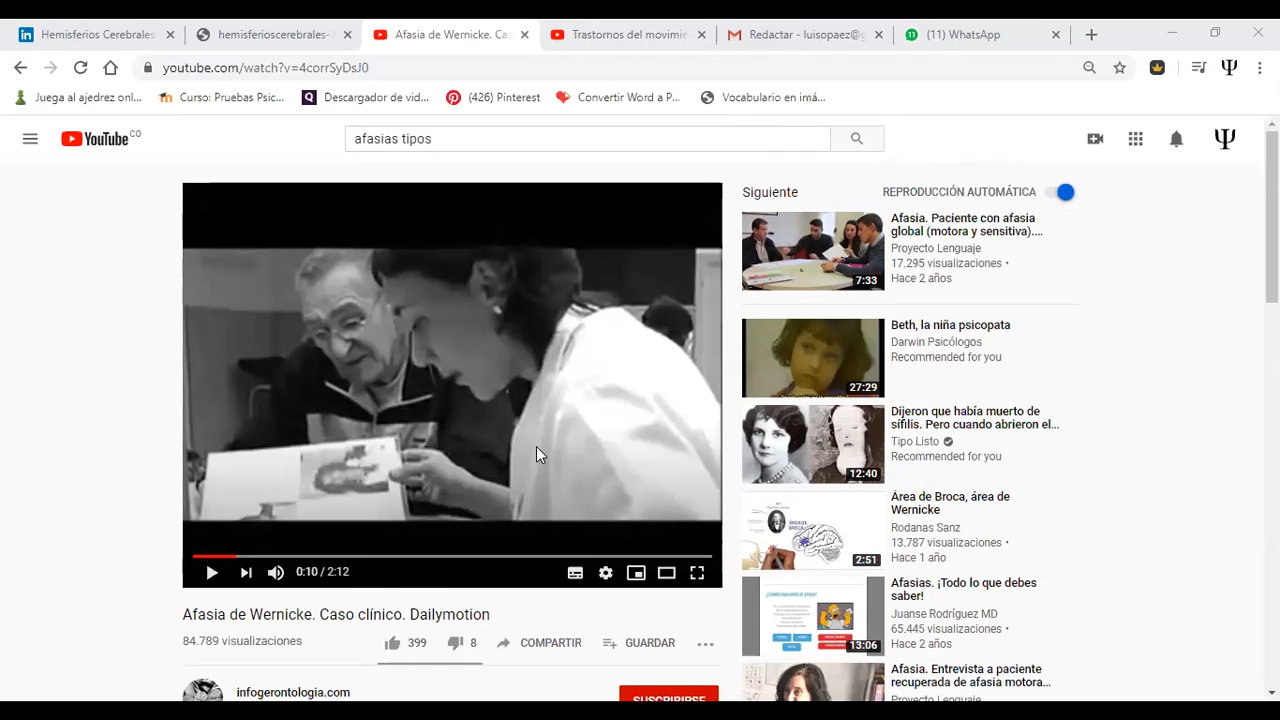 Hemisferios Cerebrales
hemisferioscerebrales-
Afasia de Wernicke. Cas
Trastornos del movimie
Redactar - luisopaez@g
(11) WhatsApp
youtube.com/watch?v=4corrSyDsJ0
Juega al ajedrez onl...
Curso: Pruebas Psic...
Descargador de vid...
(426) Pinterest
Convertir Word a P...
Vocabulario en imá...
YouTube CO
afasias tipos
Siguiente
REPRODUCCIÓN AUTOMÁTICA
Afasia. Paciente con afasia
global (motora y sensitiva)....
Proyecto Lenguaje
17.295 visualizaciones •
Hace 2 años
7:33
Beth, la niña psicopata
Darwin Psicólogos
Recommended for you
27:29
Dijeron que había muerto de
sífilis. Pero cuando abrieron el...
Tipo Listo
Recommended for you
12:40
Área de Broca, área de
Wernicke
Rodanas Sanz
13.787 visualizaciones •
Hace 1 año
2:51
Afasias. ¡Todo lo que debes
saber!
Juanse Rodríguez MD
65.445 visualizaciones •
Hace 2 años
13:06
Afasia. Entrevista a paciente
recuperada de afasia motora...
Proyecto Lenguaje
0:10 / 2:12
Afasia de Wernicke. Caso clínico. Dailymotion
84.789 visualizaciones
399
8
COMPARTIR
GUARDAR
infogerontologia.com
SUSCRIBIRSE